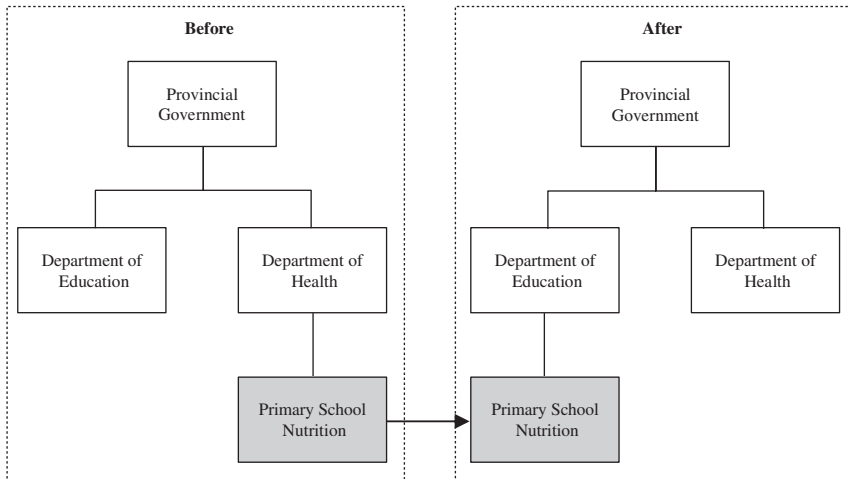 Before
Provincial
Government
Department of
Education
Department of
Health
Primary School
Nutrition
After
Provincial
Government
Department of
Education
Department of
Health
Primary School
Nutrition